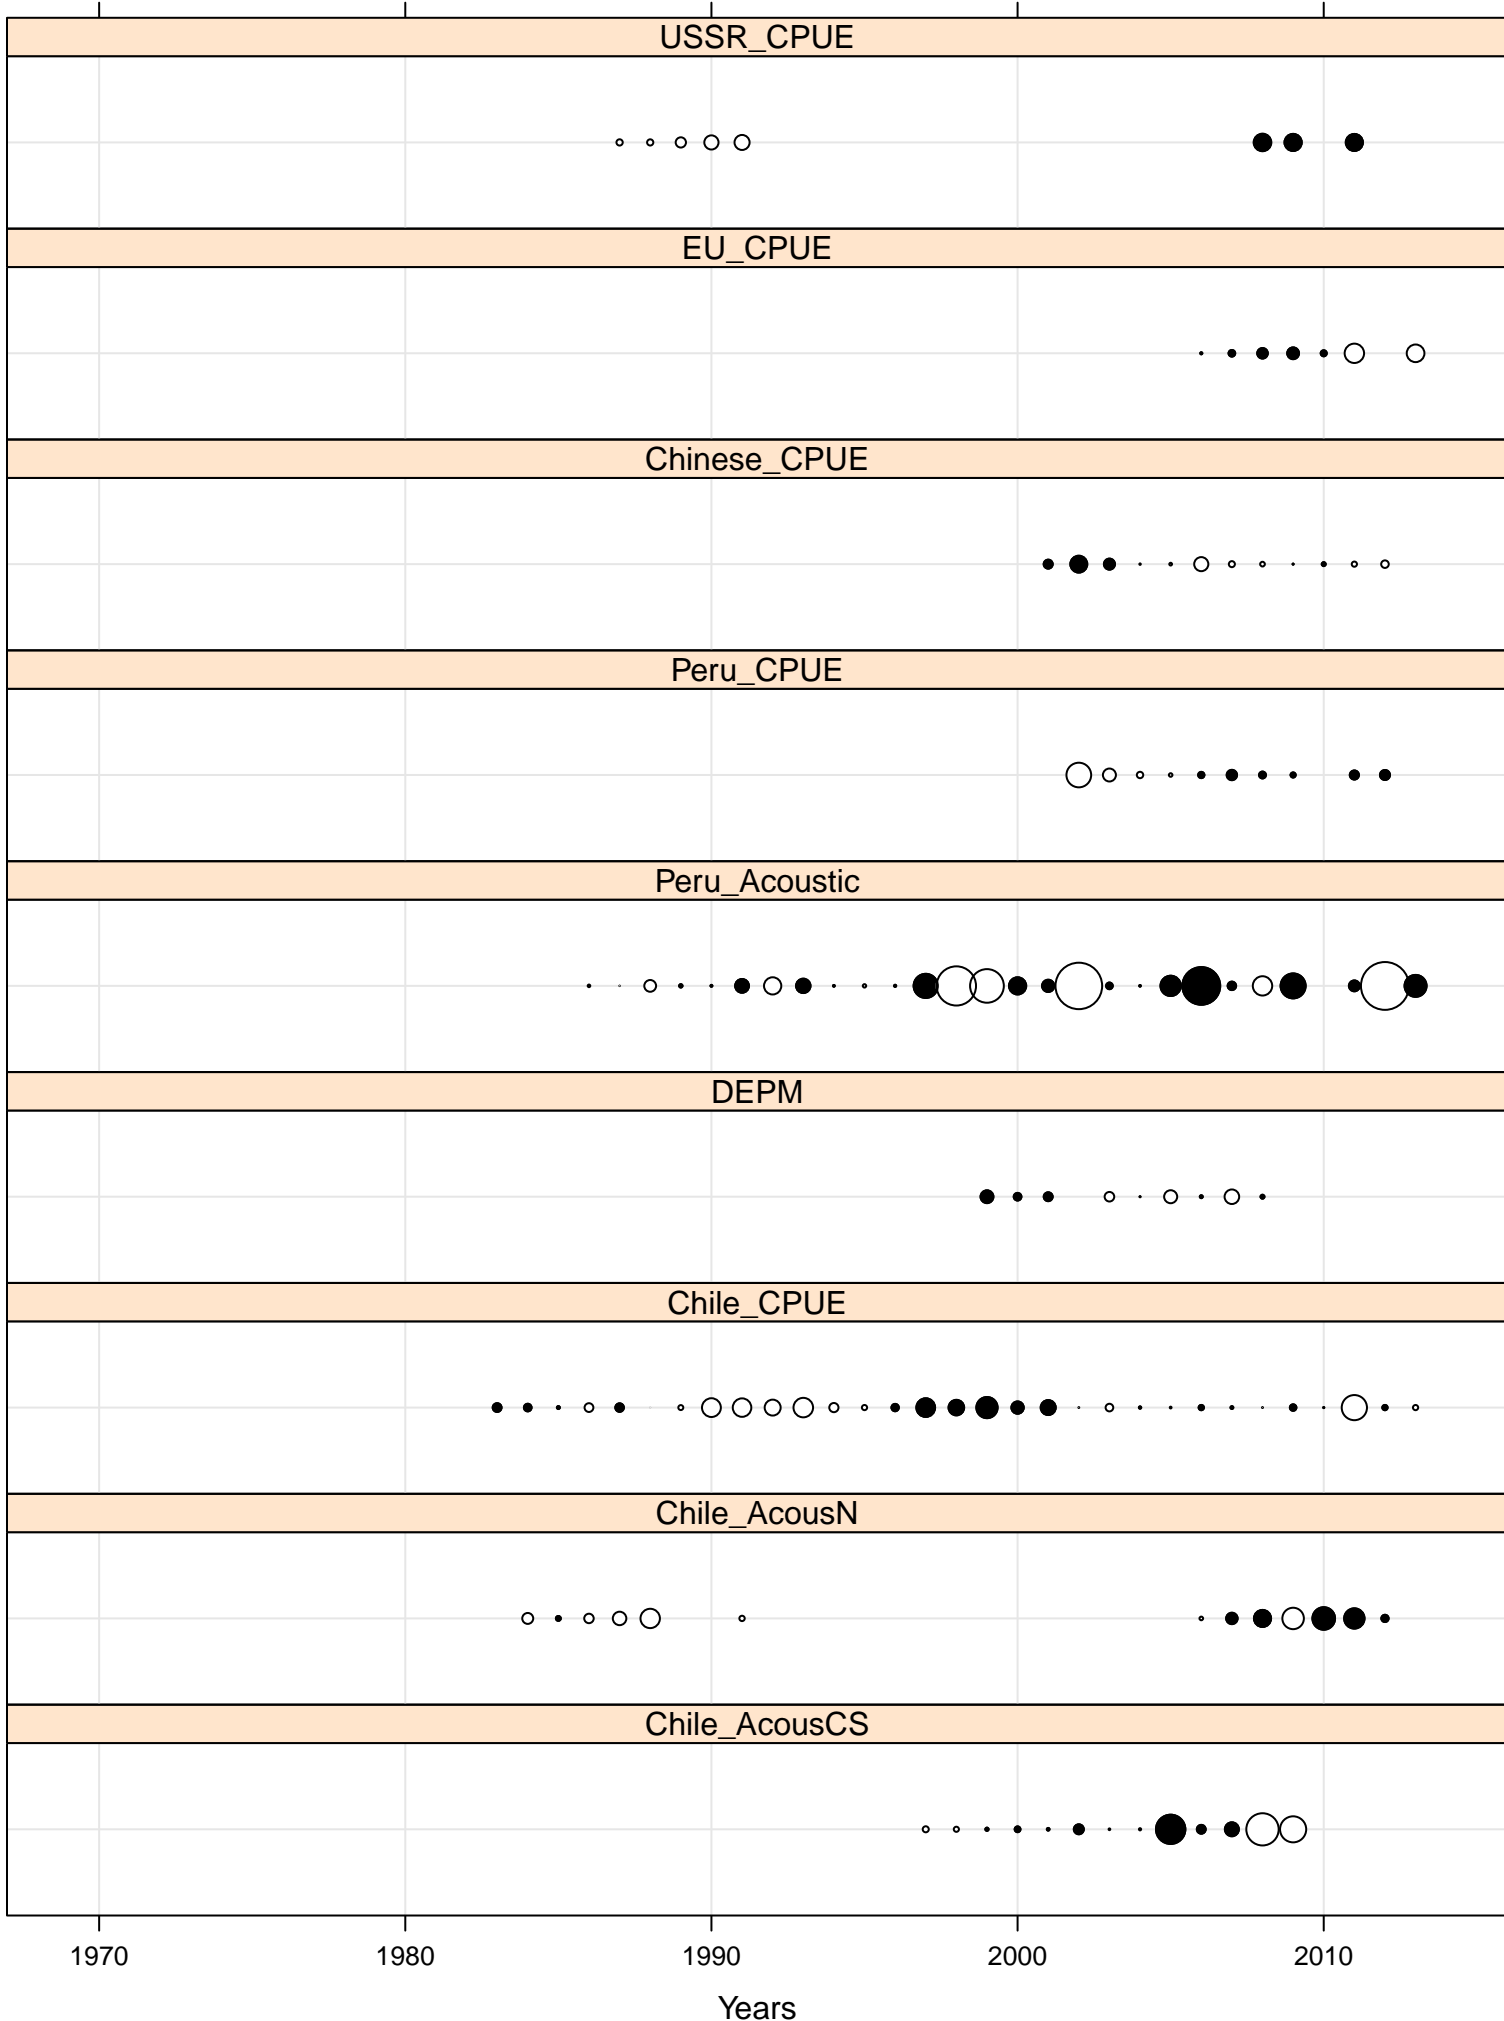 USSR_CPUE
EU_CPUE
Chinese_CPUE
Peru_CPUE
Peru_Acoustic
DEPM
Chile_CPUE
Chile_AcousN
Chile_AcousCS
1970 1980 1990 2000 2010
Years